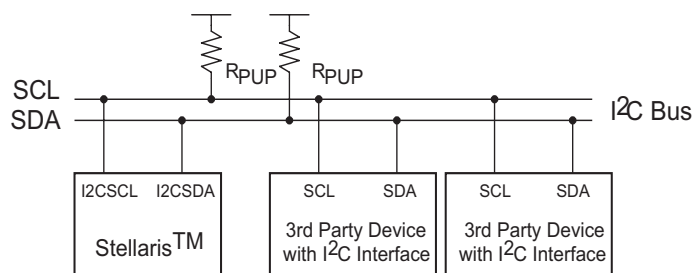 RPUP RPUP
SCL
SDA
I2C Bus
I2CSCL I2CSDA
StellarisTM
SCL SDA
3rd Party Device
with I2C Interface
SCL SDA
3rd Party Device
with I2C Interface